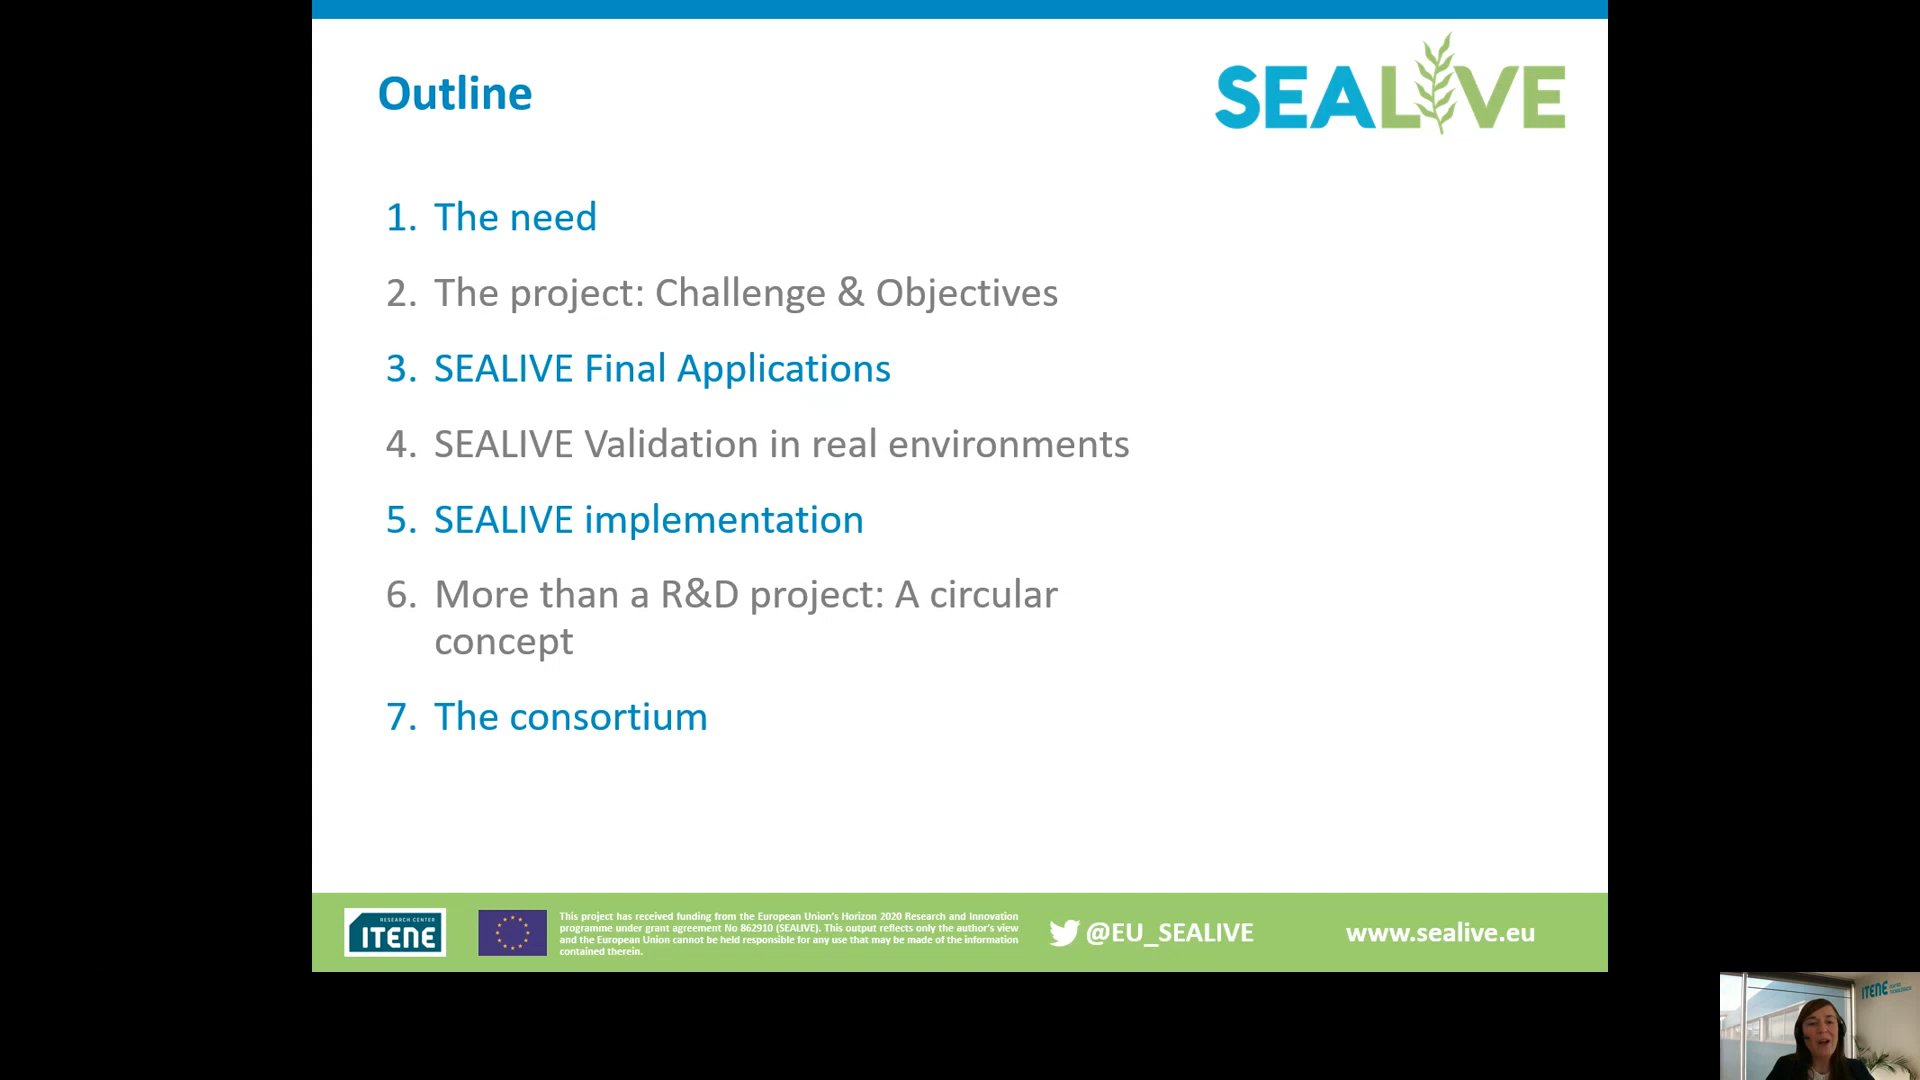 Outline
SEALIVE
1. The need
2. The project: Challenge & Objectives
3. SEALIVE Final Applications
4. SEALIVE Validation in real environments
5. SEALIVE implementation
6. More than a R&D project: A circular
concept
7. The consortium
RESEARCH CENTER
ITENE
This project has received funding from the European Union's Horizon 2020 Research and Innovation
programme under grant agreement No 862910 (SEALIVE). This output reflects only the author's view
and the European Union cannot be held responsible for any use that may be made of the information
contained therein.
@EU_SEALIVE
www.sealive.eu
ITENE